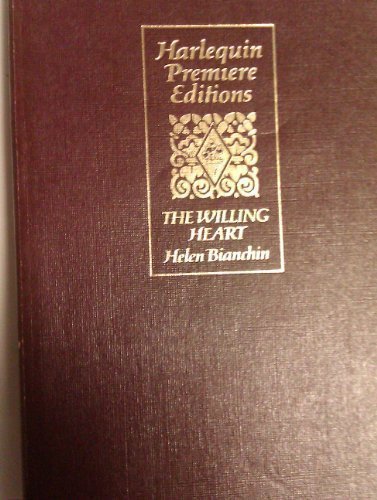 Harlequin
Premiere
Editions
THE WILLING
HEART
Helen Bianchin